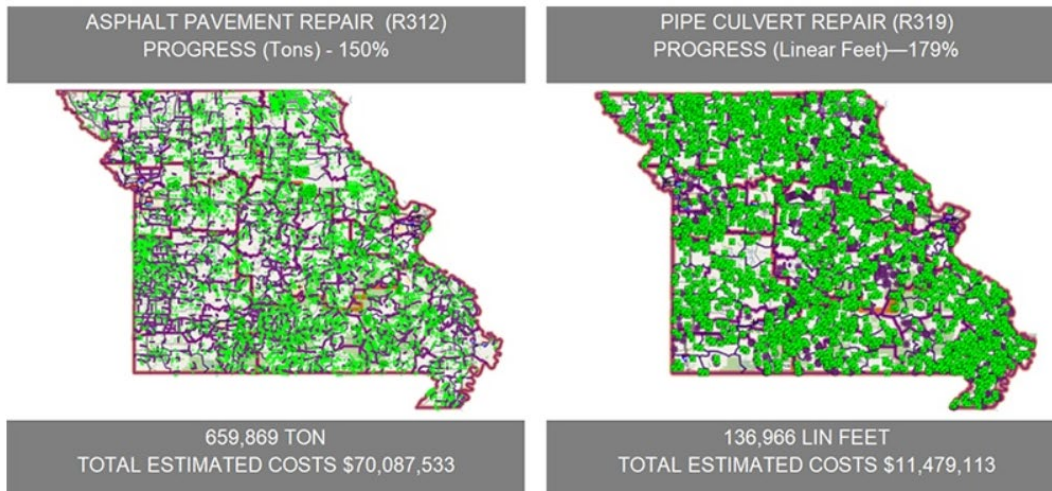 ASPHALT PAVEMENT REPAIR (R312)
PROGRESS (Tons) - 150%
659,869 TON
TOTAL ESTIMATED COSTS $70,087,533
PIPE CULVERT REPAIR (R319)
PROGRESS (Linear Feet)—179%
136,966 LIN FEET
TOTAL ESTIMATED COSTS $11,479,113